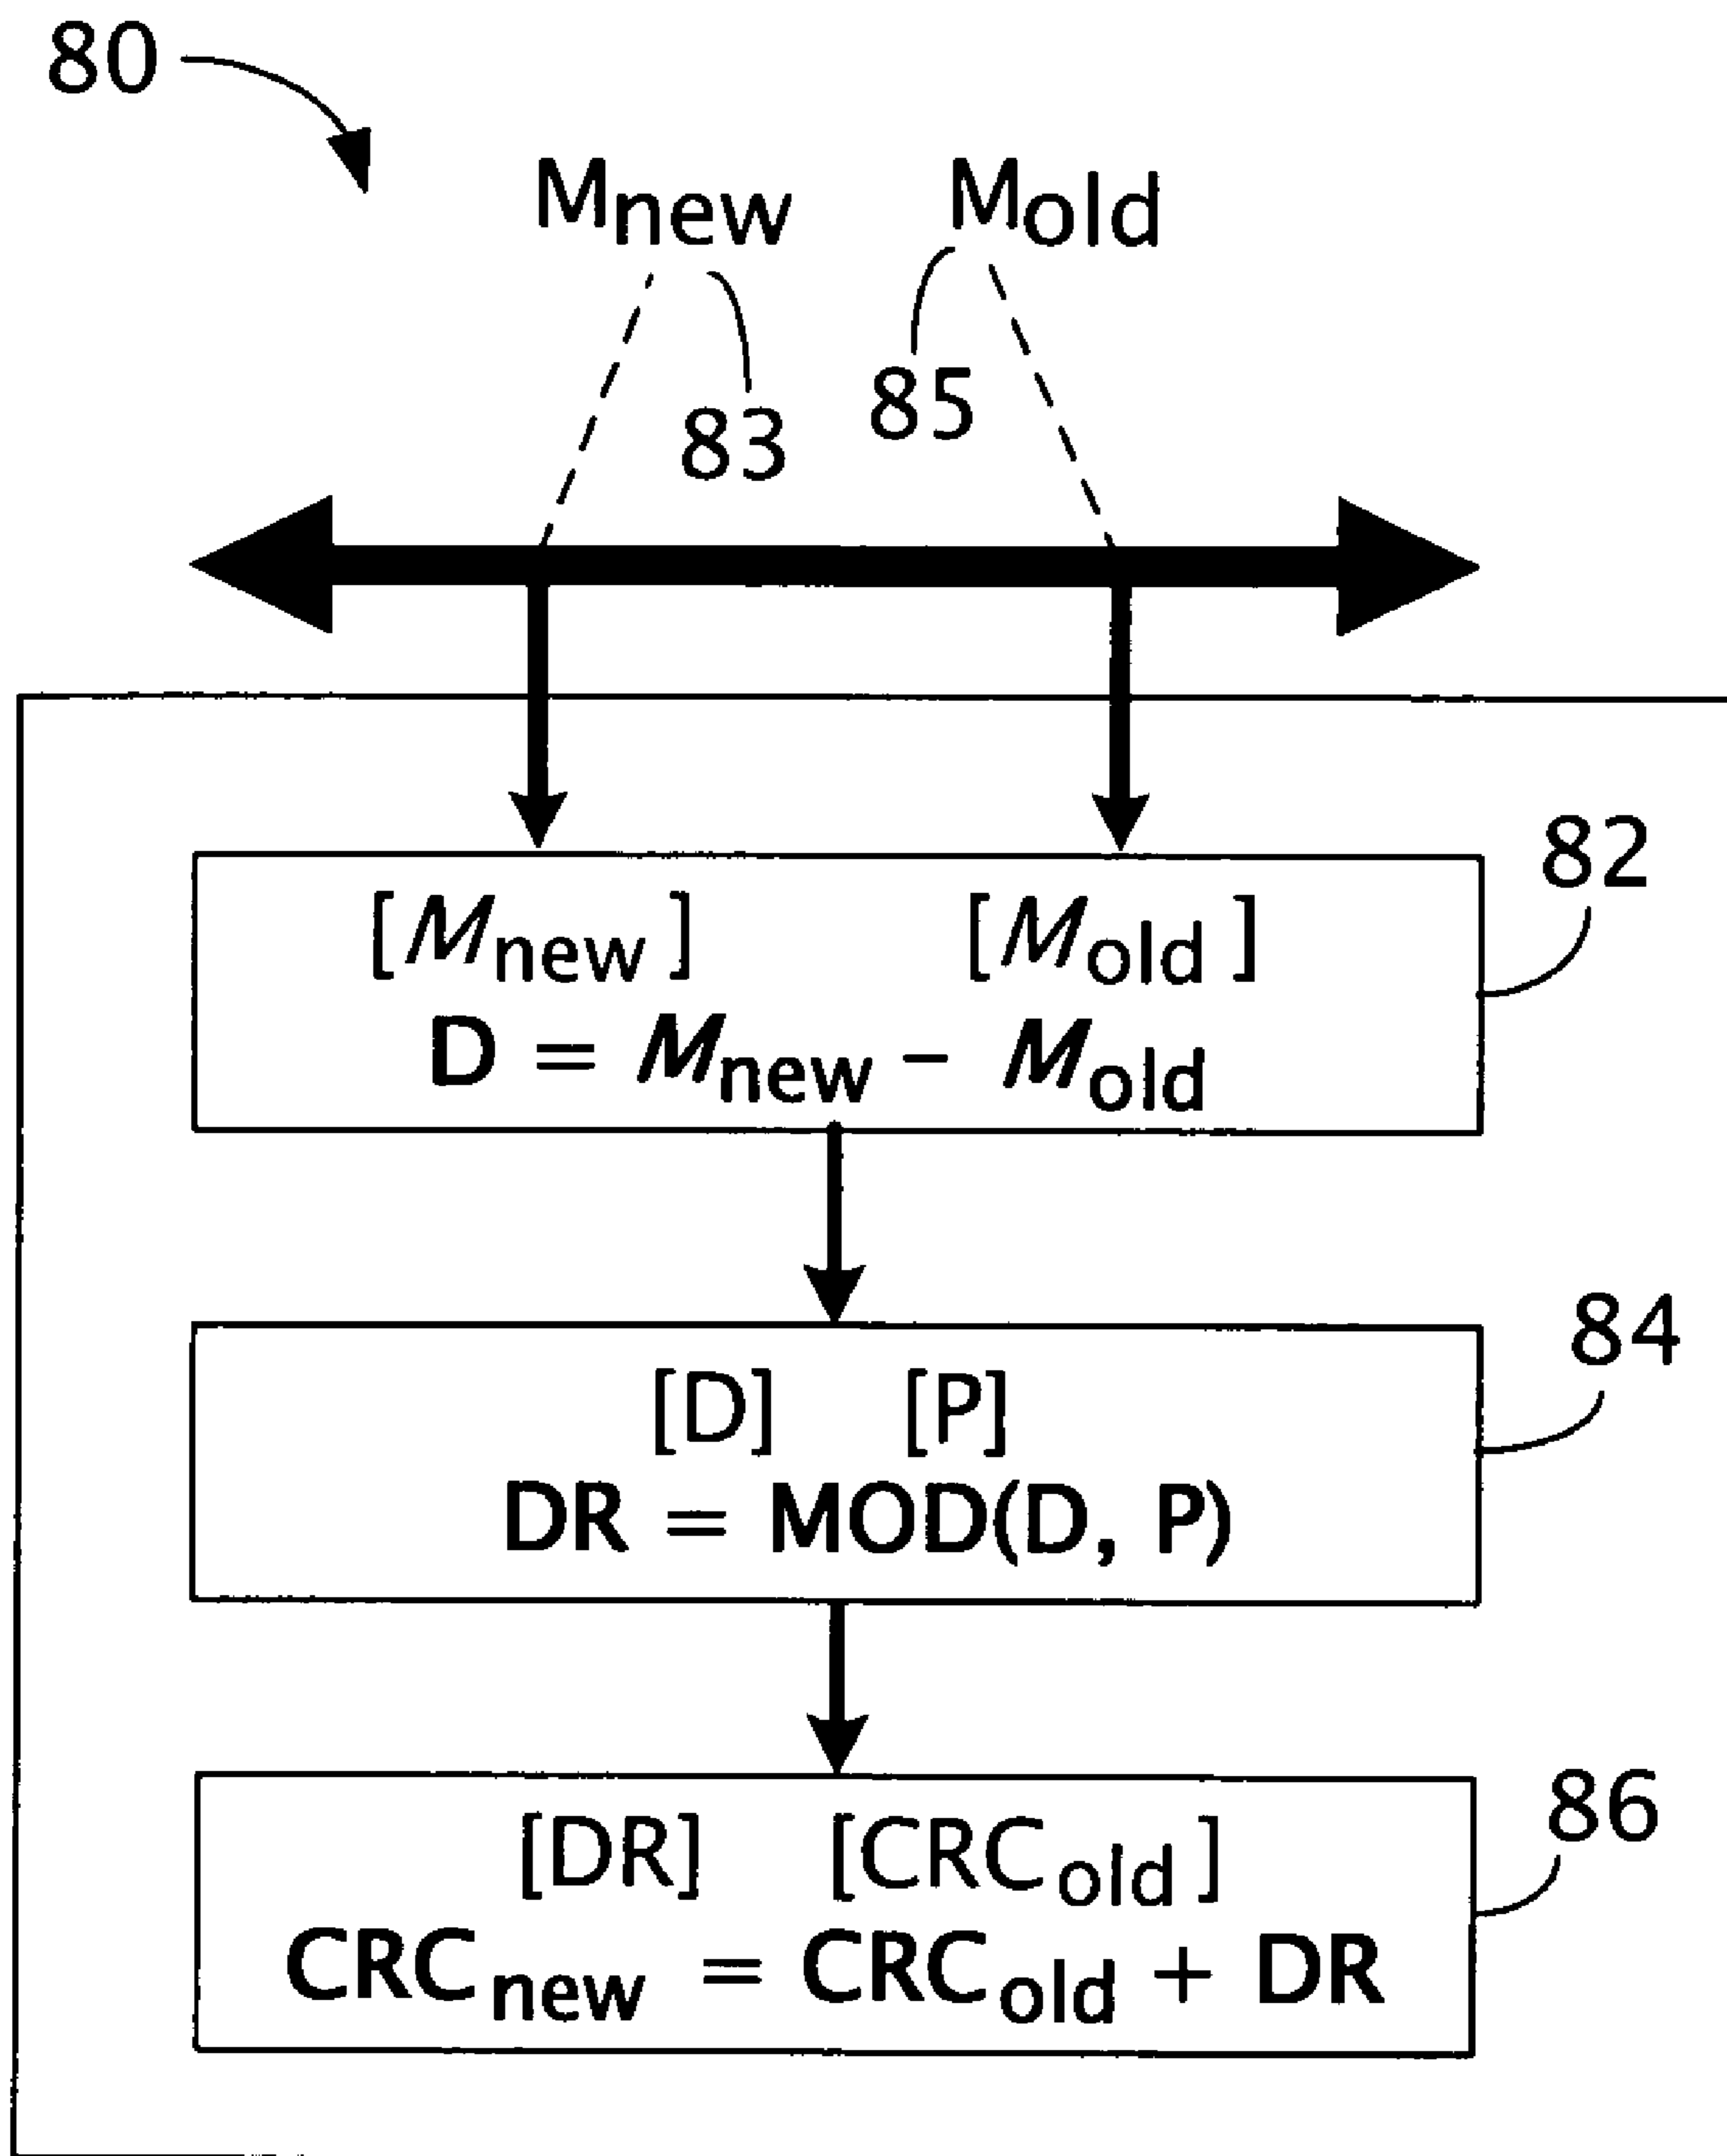 80
Mnew Mold
85
83
82
[Mnew] [Mold]
D = Mnew - Mold
84
[D] [P]
DR = MOD(D, P)
86
[DR] [CRCold]
CRCnew = CRCold + DR